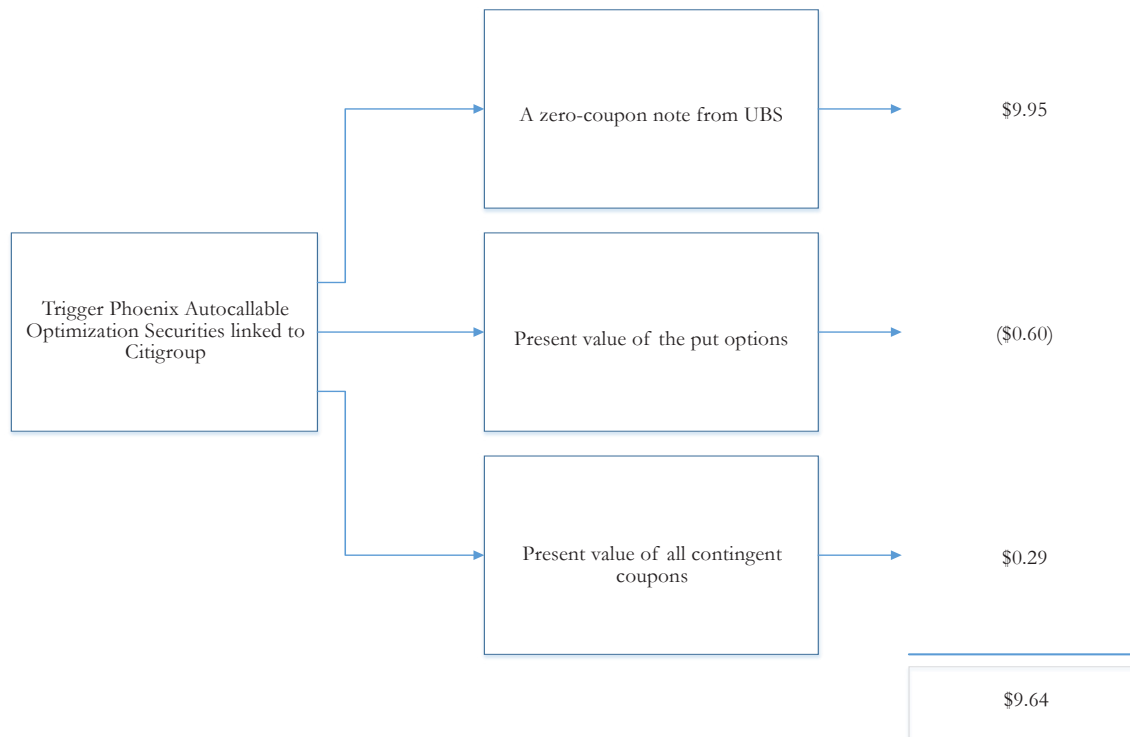 A zero-coupon note from UBS
$9.95
Trigger Phoenix Autocallable
Optimization Securities linked to
Citigroup
Present value of the put options
($0.60)
Present value of all contingent
coupons
$0.29
$9.64